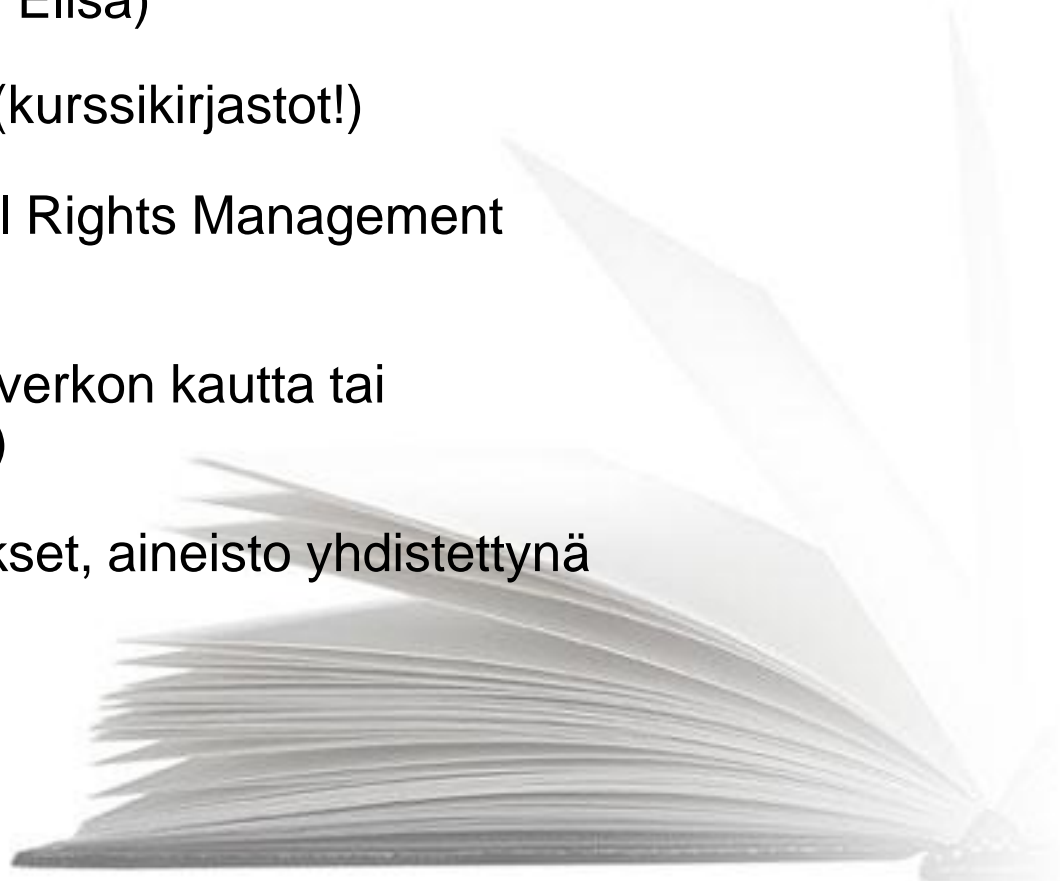 Elisa)
(kurssikirjastot!)
l Rights Management
verkon kautta tai
)
kset, aineisto yhdistettynä